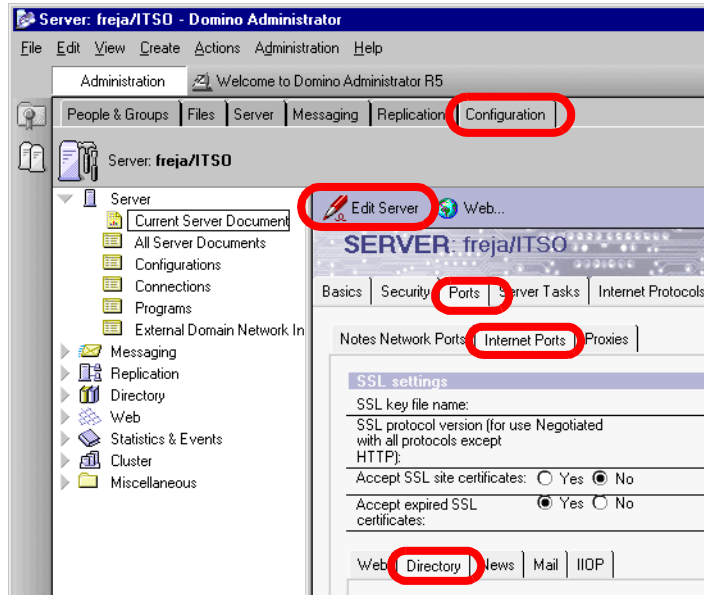 Server: freja/ITSO - Domino Administrator
File Edit View Create Actions Administration Help
Administration Welcome to Domino Administrator R5
People & Groups Files Server Messaging Replication Configuration
Server: freja/ITSO
Server
Current Server Document
All Server Documents
Configurations
Connections
Programs
External Domain Network In
Messaging
Replication
Directory
Web
Statistics & Events
Cluster
Miscellaneous
Edit Server Web...
SERVER: freja/ITSO
Basics Security Ports Server Tasks Internet Protocols
Notes Network Ports Internet Ports Proxies
SSL settings
SSL key file name:
SSL protocol version (for use Negotiated
with all protocols except
HTTP):
Accept SSL site certificates: Yes No
Accept expired SSL Yes No
certificates:
Web Directory News Mail IIOP